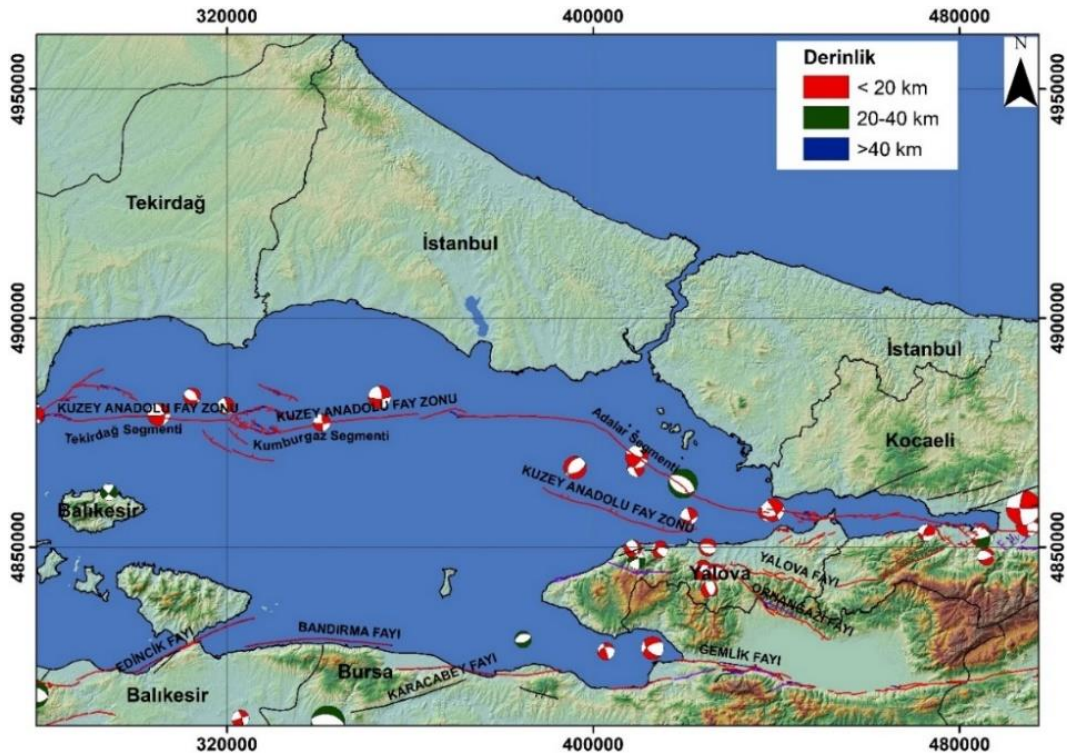 320000
400000
480000
4950000
4950000
N
Derinlik
< 20 km
20-40 km
>40 km
Tekirdağ
İstanbul
4900000
4900000
İstanbul
KUZEY ANADOLU FAY ZONU
KUZEY ANADOLU FAY ZONU
Tekirdağ Segmenti
Kumburgaz Segmenti
Adalar Segmenti
Kocaeli
KUZEY ANADOLU FAY ZONU
Balıkesir
4850000
4850000
YALOVA FAYI
Yalova
ORHANGAZİ FAYI
EDİNCİK FAYI
BANDIRMA FAYI
GEMLİK FAYI
Bursa
KARACABEY FAYI
Balıkesir
320000
400000
480000